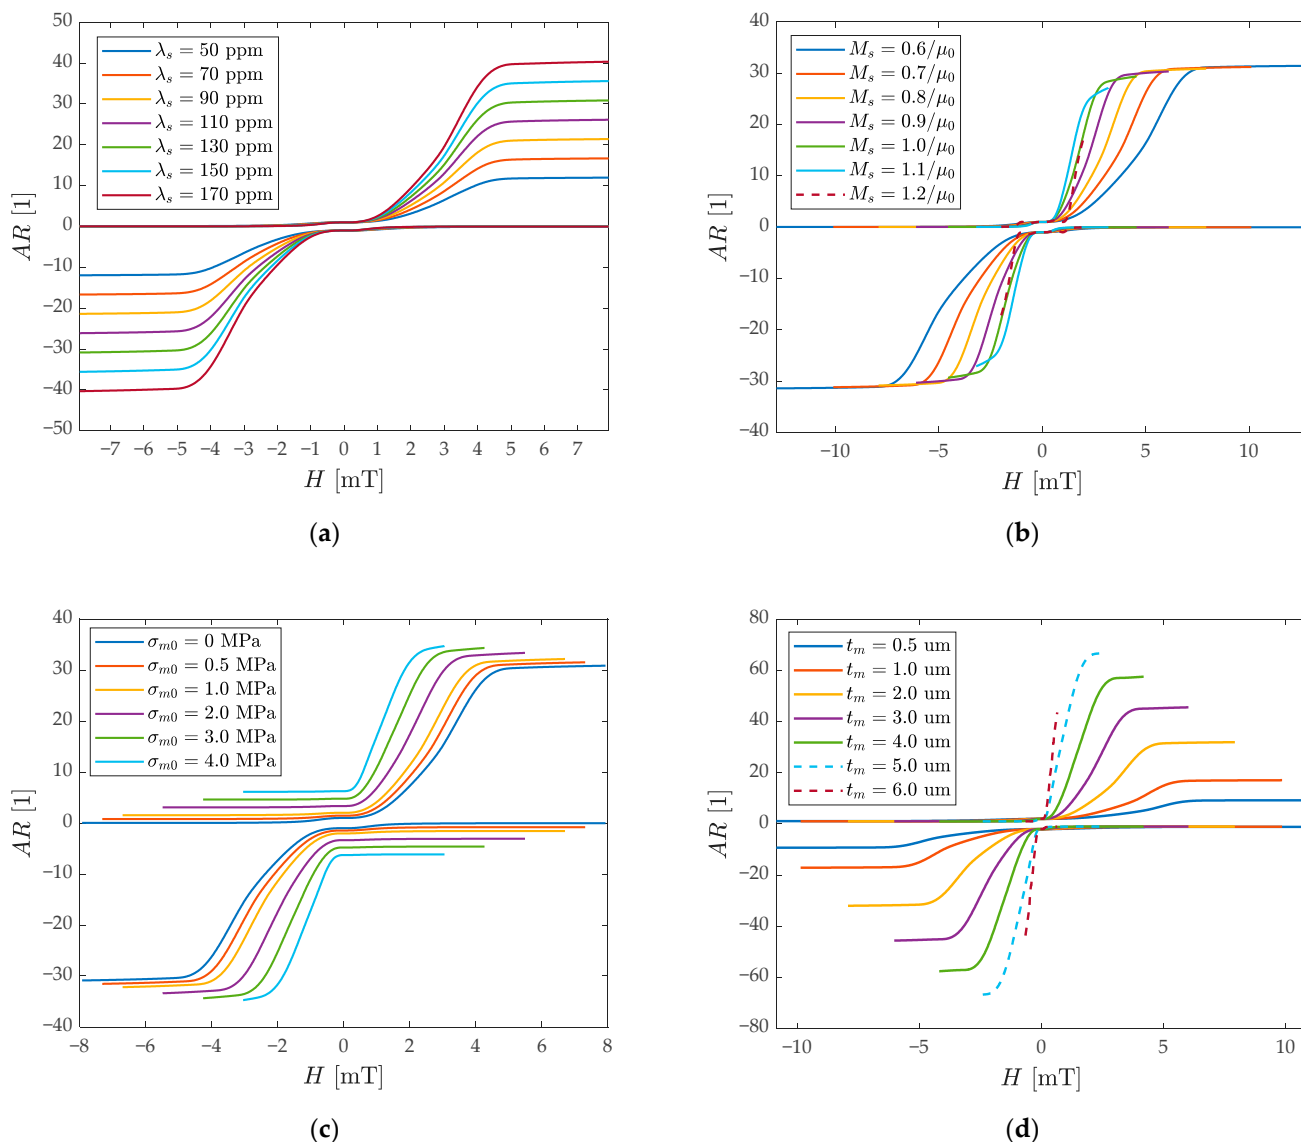 50
40
30
20
10
0
−10
−20
−30
−40
−50
AR [1]
λs = 50 ppm
λs = 70 ppm
λs = 90 ppm
λs = 110 ppm
λs = 130 ppm
λs = 150 ppm
λs = 170 ppm
−7 −6 −5 −4 −3 −2 −1 0 1 2 3 4 5 6 7
H [mT]
(a)
40
30
20
10
0
−10
−20
−30
−40
AR [1]
Ms = 0.6/μ0
Ms = 0.7/μ0
Ms = 0.8/μ0
Ms = 0.9/μ0
Ms = 1.0/μ0
Ms = 1.1/μ0
Ms = 1.2/μ0
−10 −5 0 5 10
H [mT]
(b)
40
30
20
10
0
−10
−20
−30
−40
AR [1]
σm0 = 0 MPa
σm0 = 0.5 MPa
σm0 = 1.0 MPa
σm0 = 2.0 MPa
σm0 = 3.0 MPa
σm0 = 4.0 MPa
−8 −6 −4 −2 0 2 4 6 8
H [mT]
(c)
80
60
40
20
0
−20
−40
−60
−80
AR [1]
tm = 0.5 um
tm = 1.0 um
tm = 2.0 um
tm = 3.0 um
tm = 4.0 um
tm = 5.0 um
tm = 6.0 um
−10 −5 0 5 10
H [mT]
(d)